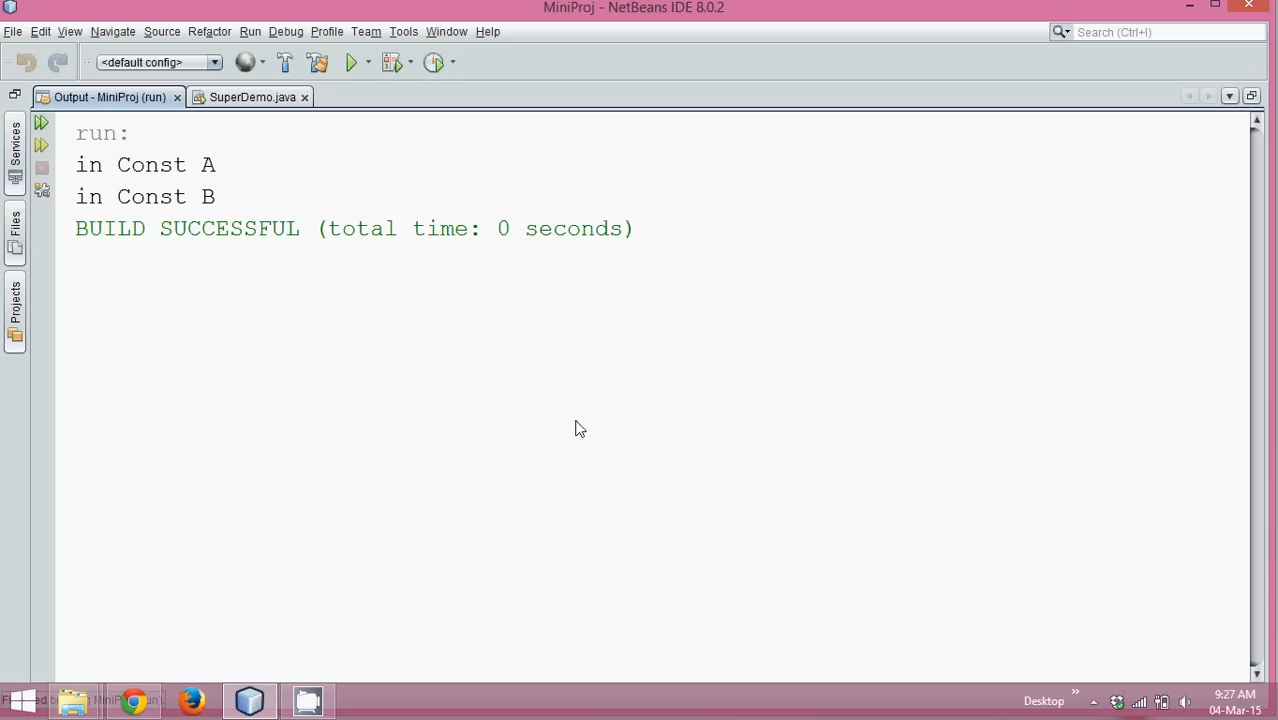 MiniProj - NetBeans IDE 8.0.2
File Edit View Navigate Source Refactor Run Debug Profile Team Tools Window Help
Search (Ctrl+I)
<default config>
Output - MiniProj (run)
SuperDemo.java
Services
Files
Projects
run:
in Const A
in Const B
BUILD SUCCESSFUL (total time: 0 seconds)
Desktop
9:27 AM
04-Mar-15